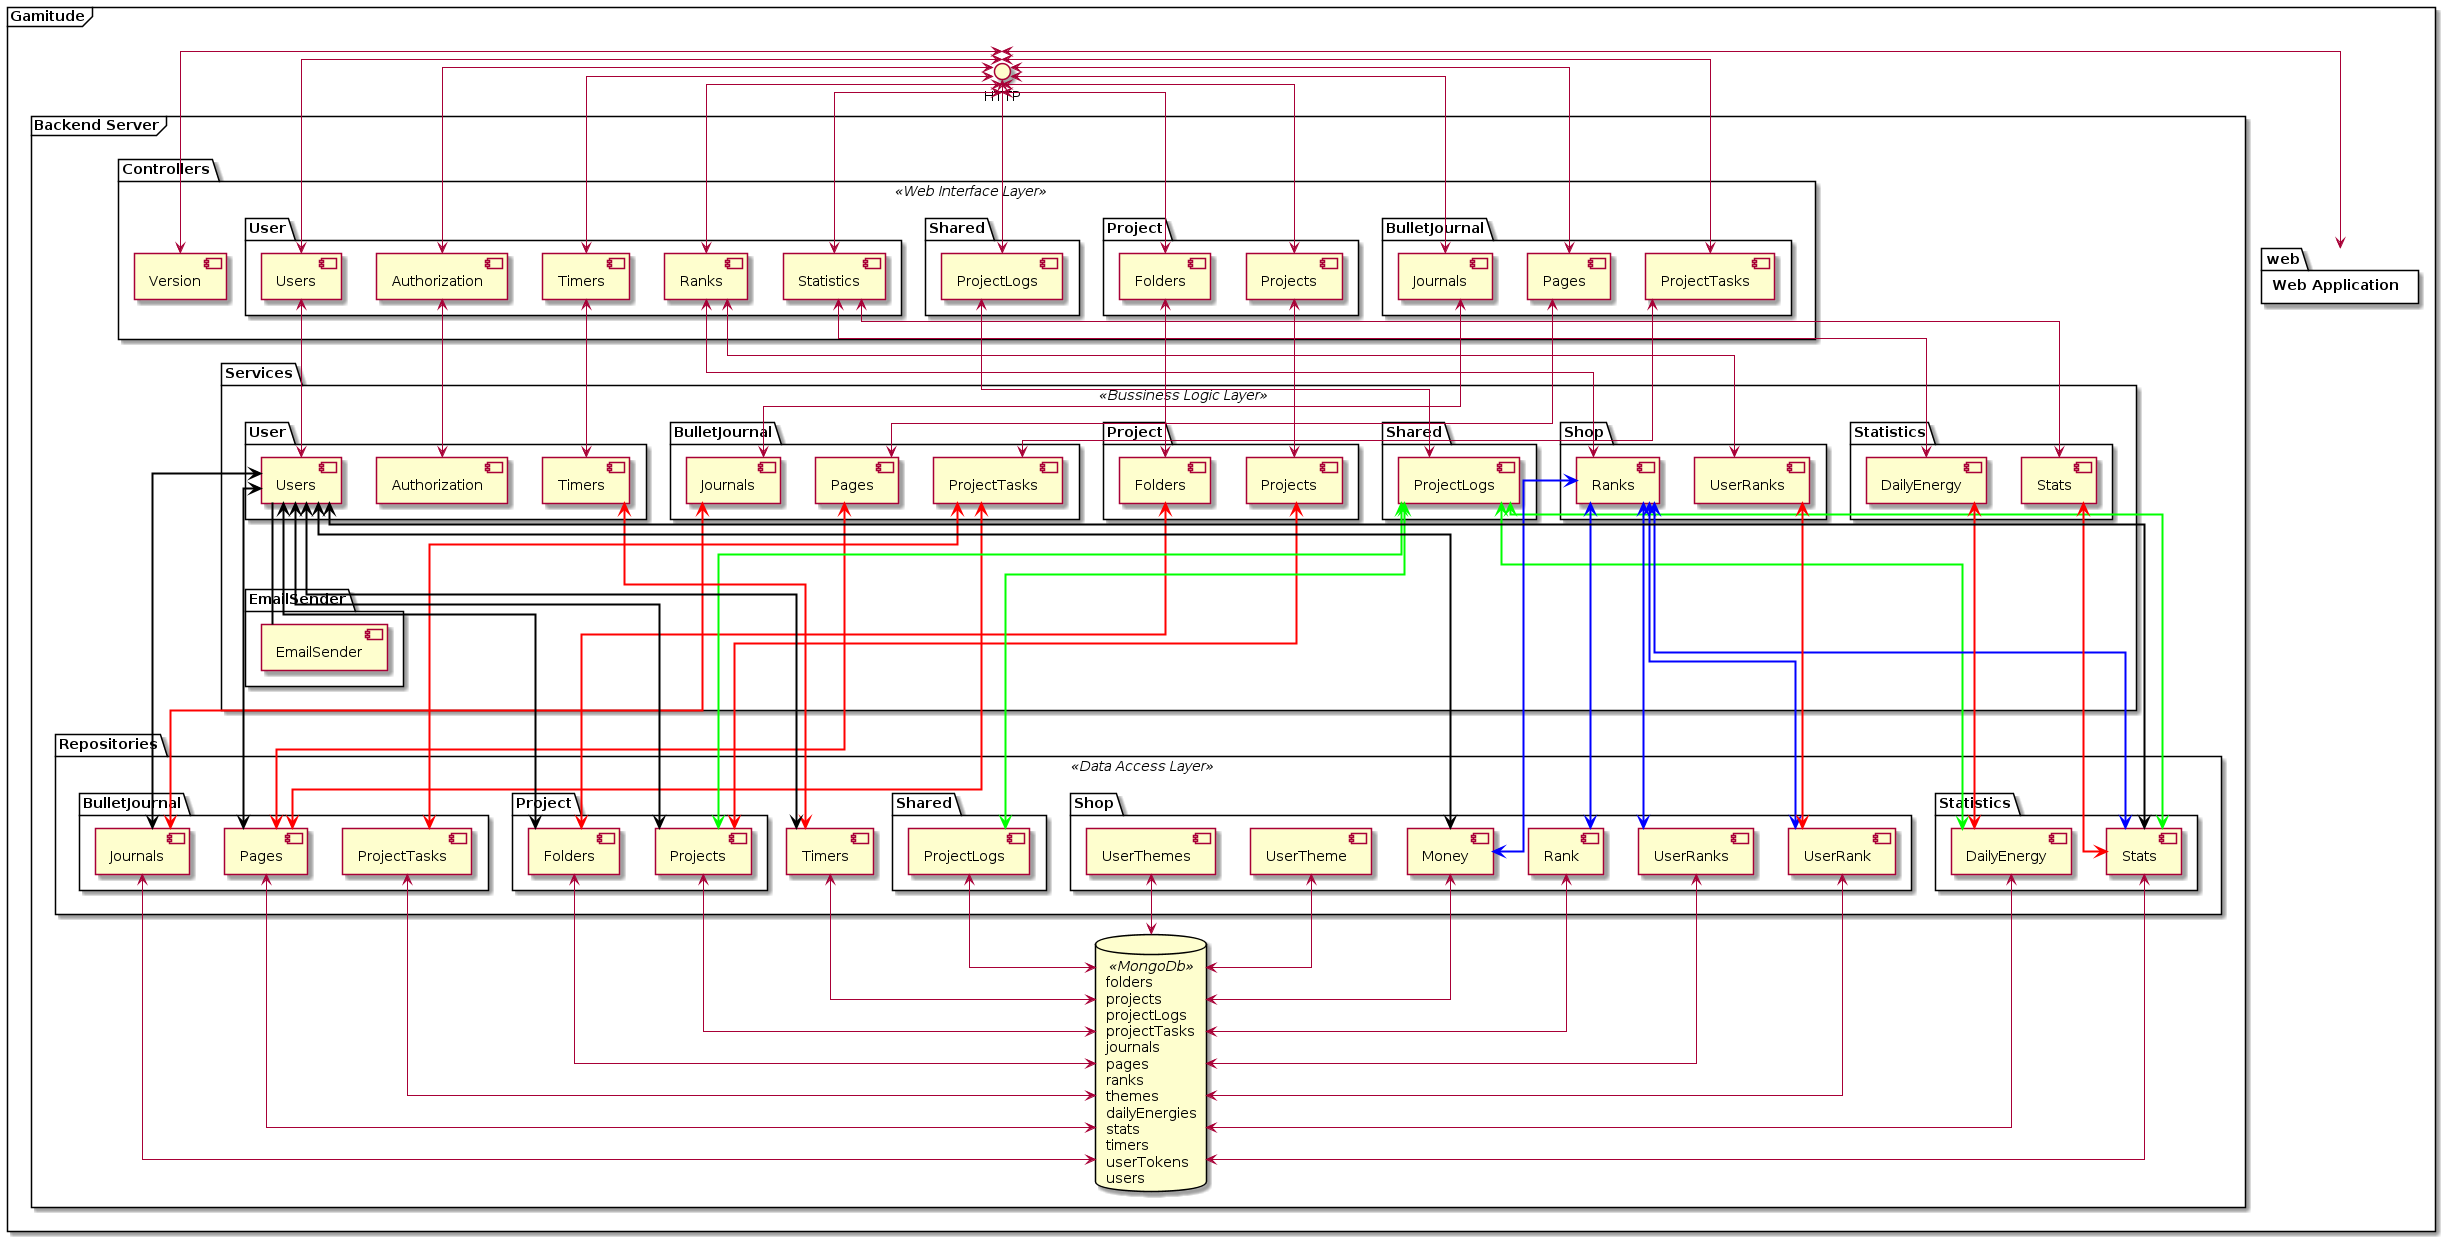 Gamitude
HTTP
Backend Server
Controllers
«Web Interface Layer»
User
Shared
Project
BulletJournal
web
Version
Users
Authorization
Timers
Ranks
Statistics
ProjectLogs
Folders
Projects
Journals
Pages
ProjectTasks
Web Application
Services
«Bussiness Logic Layer»
User
BulletJournal
Project
Shared
Shop
Statistics
Users
Authorization
Timers
Journals
Pages
ProjectTasks
Folders
Projects
ProjectLogs
Ranks
UserRanks
DailyEnergy
Stats
EmailSender
EmailSender
Repositories
«Data Access Layer»
BulletJournal
Project
Shared
Shop
Statistics
Journals
Pages
ProjectTasks
Folders
Projects
Timers
ProjectLogs
UserThemes
UserTheme
Money
Rank
UserRanks
UserRank
DailyEnergy
Stats
«MongoDb»
folders
projects
projectLogs
projectTasks
journals
pages
ranks
themes
dailyEnergies
stats
timers
userTokens
users